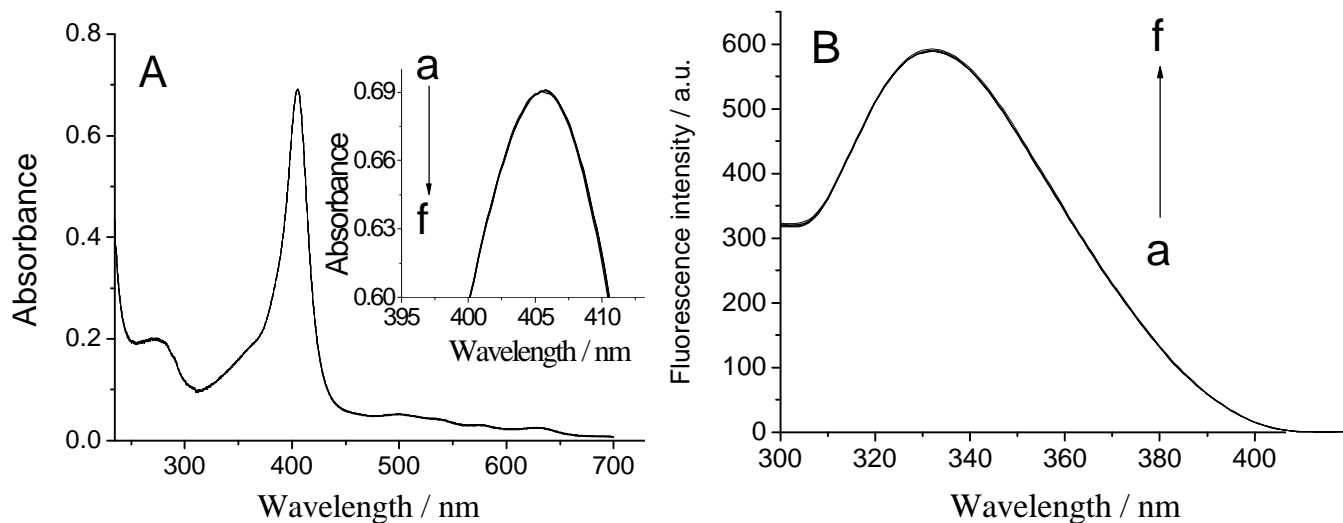 A
Absorbance
0.8
0.6
0.4
0.2
0.0
300 400 500 600 700
Wavelength / nm
a
f
Absorbance
0.69
0.66
0.63
0.60
395 400 405 410
Wavelength / nm
B
Fluorescence intensity / a.u.
600
500
400
300
200
100
0
300 320 340 360 380 400
Wavelength / nm
f
a